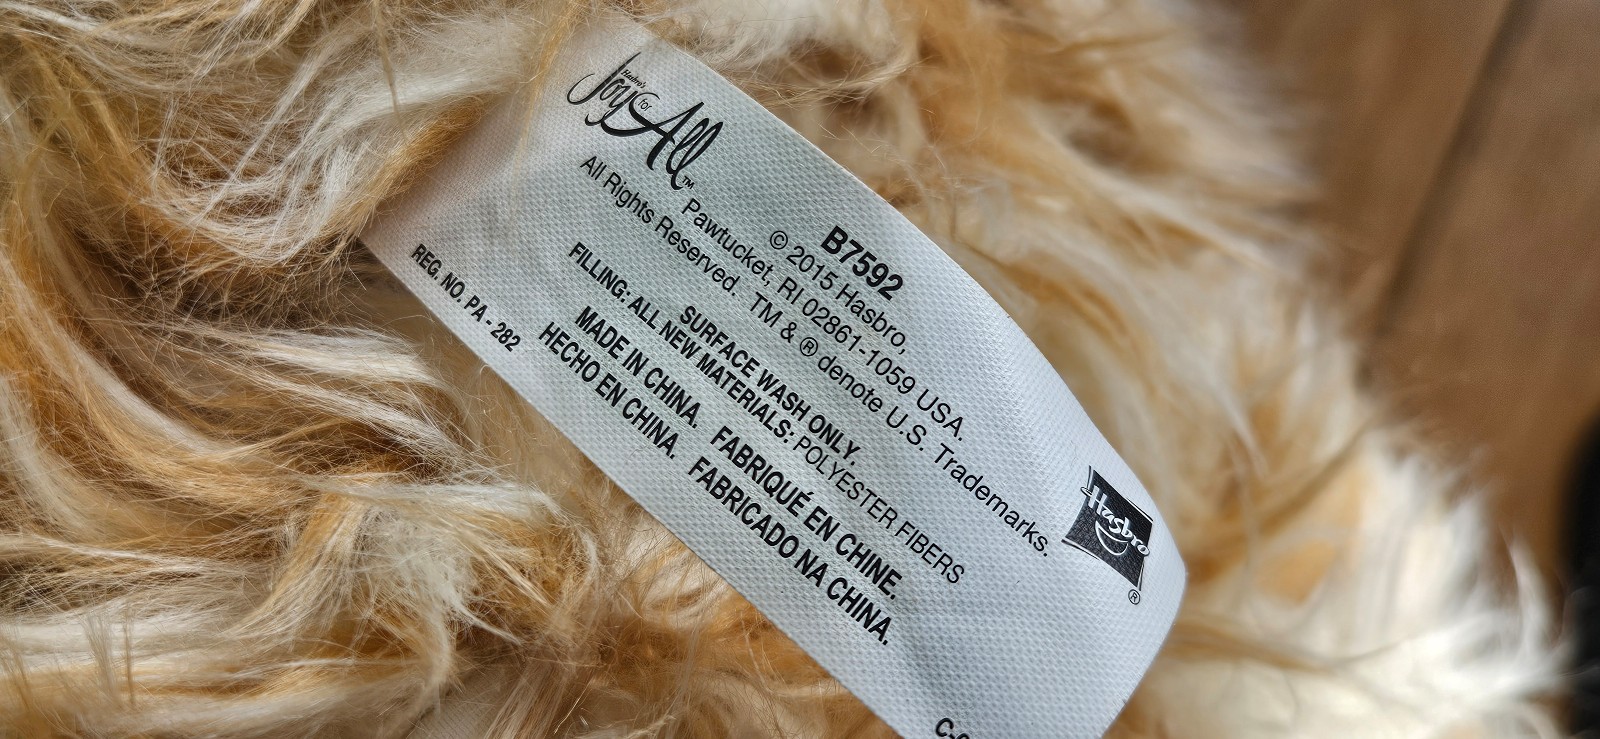 Hasbro's
Joy for All™
B7592
© 2015 Hasbro,
Pawtucket, RI 02861-1059 USA.
All Rights Reserved. TM & ® denote U.S. Trademarks.
SURFACE WASH ONLY.
FILLING: ALL NEW MATERIALS: POLYESTER FIBERS
MADE IN CHINA. FABRIQUÉ EN CHINE.
HECHO EN CHINA. FABRICADO NA CHINA.
REG. NO. PA - 282
Hasbro
®